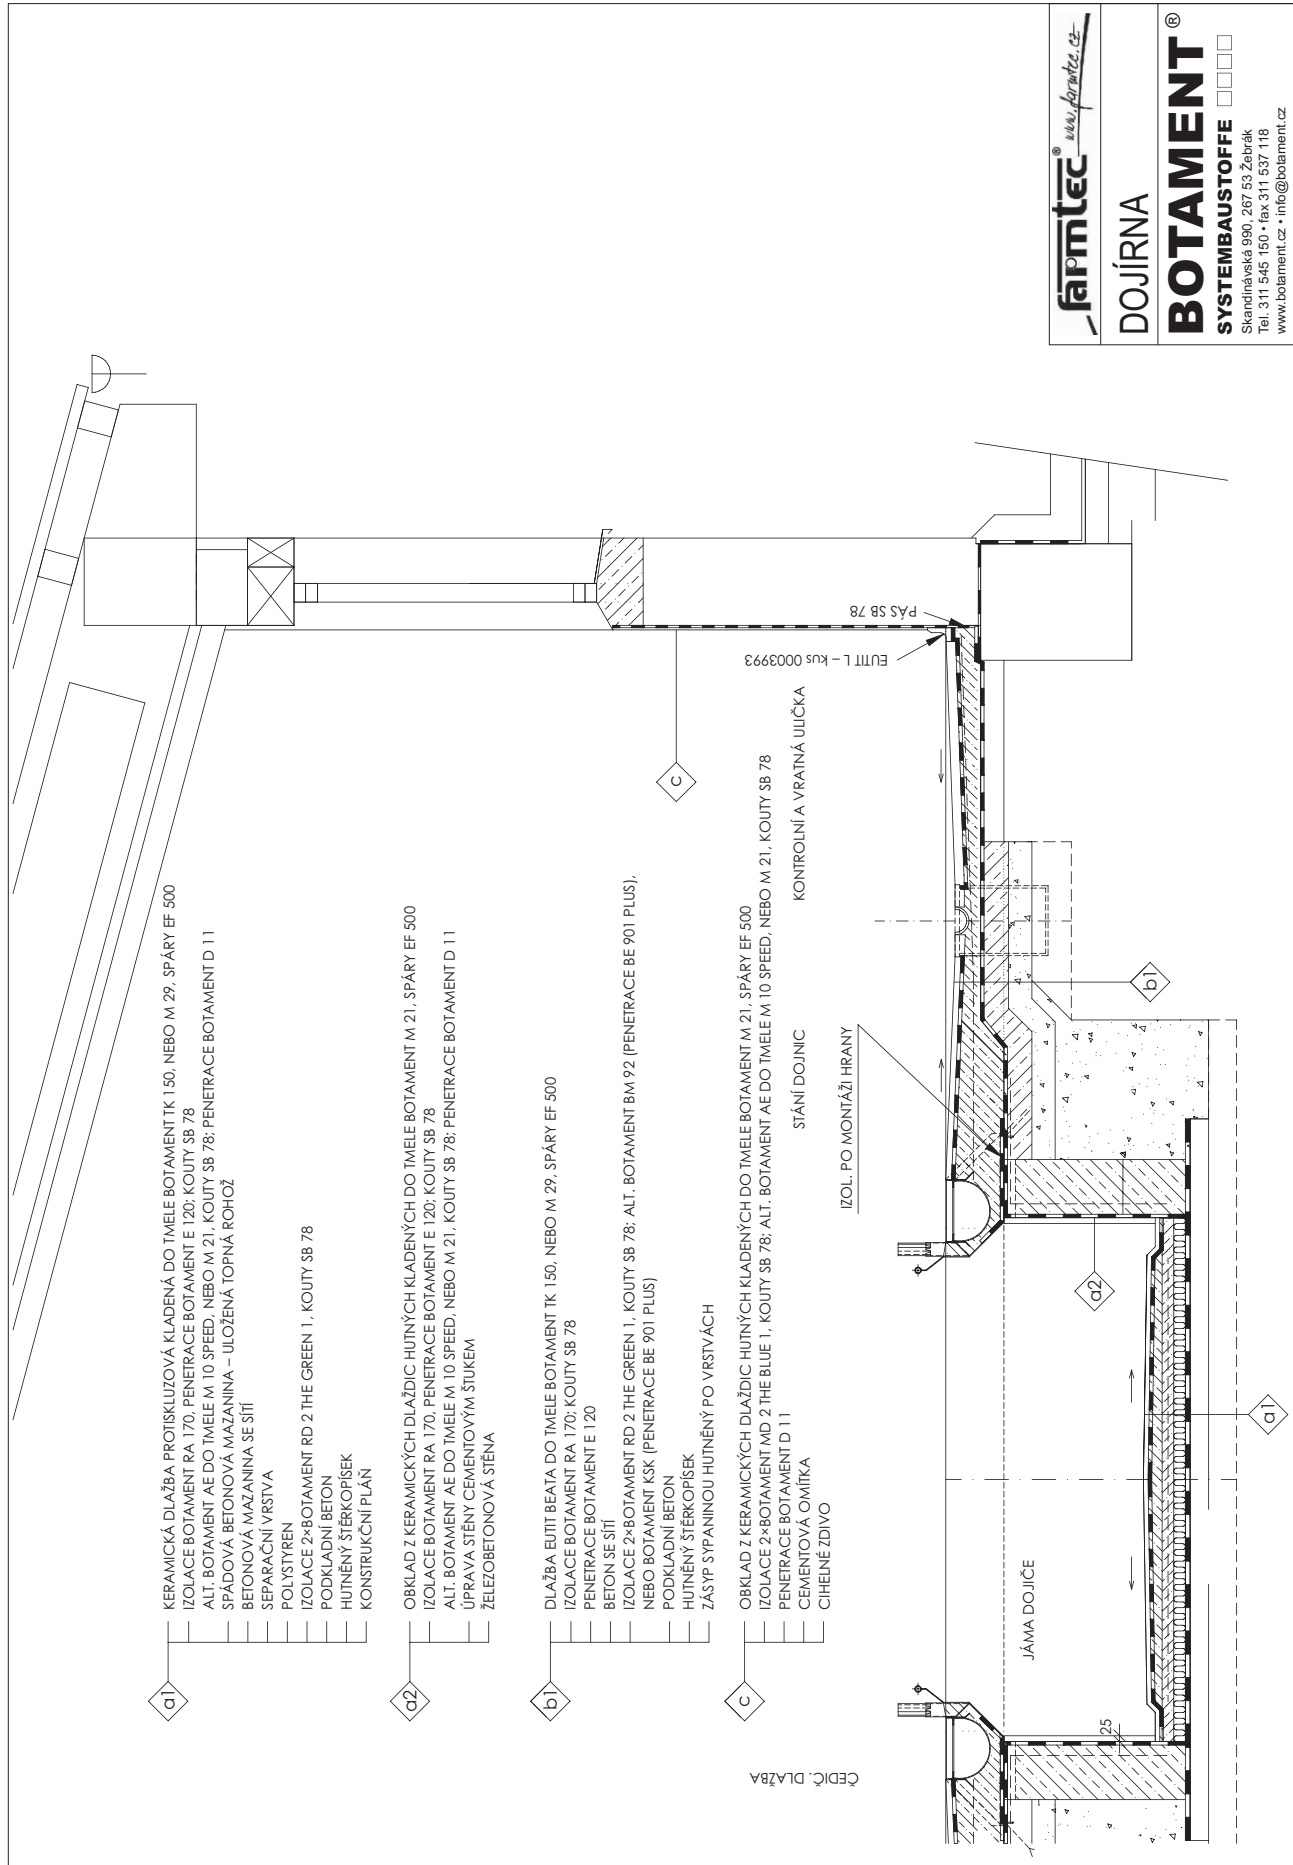 a1
KERAMICKÁ DLAŽBA PROTISKLUZOVÁ KLADENÁ DO TMELE BOTAMENT TK 150, NEBO M 29, SPÁRY EF 500
IZOLACE BOTAMENT RA 170, PENETRACE BOTAMENT E 120; KOUTY SB 78
ALT. BOTAMENT AE DO TMELE M 10 SPEED, NEBO M 21, KOUTY SB 78; PENETRACE BOTAMENT D 11
SPÁDOVÁ BETONOVÁ MAZANINA – ULOŽENÁ TOPNÁ ROHOŽ
BETONOVÁ MAZANINA SE SÍTÍ
SEPARAČNÍ VRSTVA
POLYSTYREN
IZOLACE 2×BOTAMENT RD 2 THE GREEN 1, KOUTY SB 78
PODKLADNÍ BETON
HUTNĚNÝ ŠTĚRKOPÍSEK
KONSTRUKČNÍ PLÁŇ
a2
OBKLAD Z KERAMICKÝCH DLAŽDIC HUTNÝCH KLADENÝCH DO TMELE BOTAMENT M 21, SPÁRY EF 500
IZOLACE BOTAMENT RA 170, PENETRACE BOTAMENT E 120; KOUTY SB 78
ALT. BOTAMENT AE DO TMELE M 10 SPEED, NEBO M 21, KOUTY SB 78; PENETRACE BOTAMENT D 11
ÚPRAVA STĚNY CEMENTOVÝM ŠTUKEM
ŽELEZOBETONOVÁ STĚNA
b1
DLAŽBA EUTIT BEATA DO TMELE BOTAMENT TK 150, NEBO M 29, SPÁRY EF 500
IZOLACE BOTAMENT RA 170; KOUTY SB 78
PENETRACE BOTAMENT E 120
BETON SE SÍTÍ
IZOLACE 2×BOTAMENT RD 2 THE GREEN 1, KOUTY SB 78; ALT. BOTAMENT BM 92 (PENETRACE BE 901 PLUS),
NEBO BOTAMENT KSK (PENETRACE BE 901 PLUS)
PODKLADNÍ BETON
HUTNĚNÝ ŠTĚRKOPÍSEK
ZÁSYP SYPANINOU HUTNĚNÝ PO VRSTVÁCH
c
OBKLAD Z KERAMICKÝCH DLAŽDIC HUTNÝCH KLADENÝCH DO TMELE BOTAMENT M 21, SPÁRY EF 500
IZOLACE 2×BOTAMENT MD 2 THE BLUE 1, KOUTY SB 78; ALT. BOTAMENT AE DO TMELE M 10 SPEED, NEBO M 21, KOUTY SB 78
PENETRACE BOTAMENT D 11
CEMENTOVÁ OMÍTKA
CIHELNÉ ZDIVO
c
EUTIT L – kus 0003993
PÁS SB 78
KONTROLNÍ A VRATNÁ ULIČKA
STÁNÍ DOJNIC
IZOL. PO MONTÁŽI HRANY
ČEDIČ. DLAŽBA
JÁMA DOJIČE
25
a1
a2
b1
farmtec® www.farmtec.cz
DOJÍRNA
BOTAMENT®
SYSTEMBAUSTOFFE
Skandinávská 990, 267 53 Žebrák
Tel. 311 545 150 • fax 311 537 118
www.botament.cz • info@botament.cz